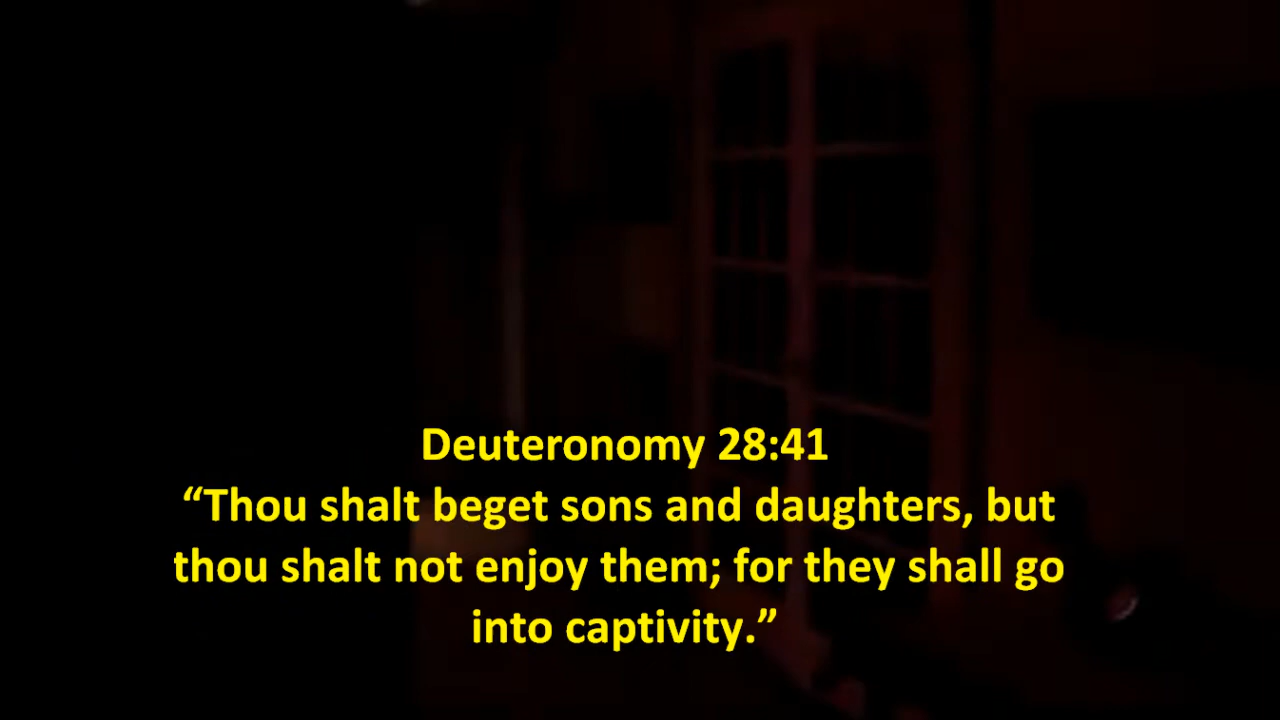 Deuteronomy 28:41
“Thou shalt beget sons and daughters, but
thou shalt not enjoy them; for they shall go
into captivity.”